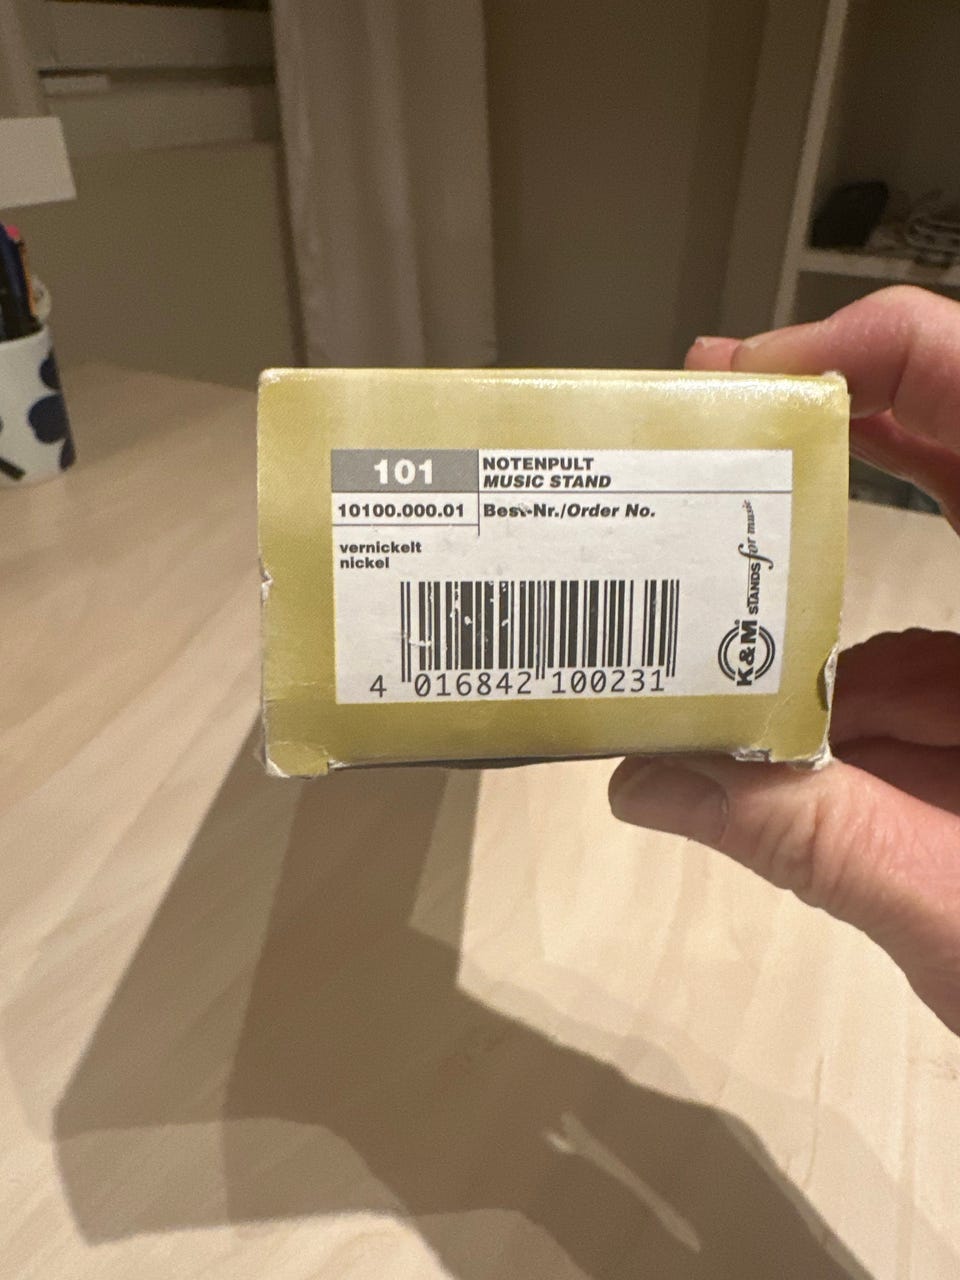 101
NOTENPULT
MUSIC STAND
10100.000.01
Best-Nr./Order No.
vernickelt
nickel
4 016842 100231
K&M STANDS for music